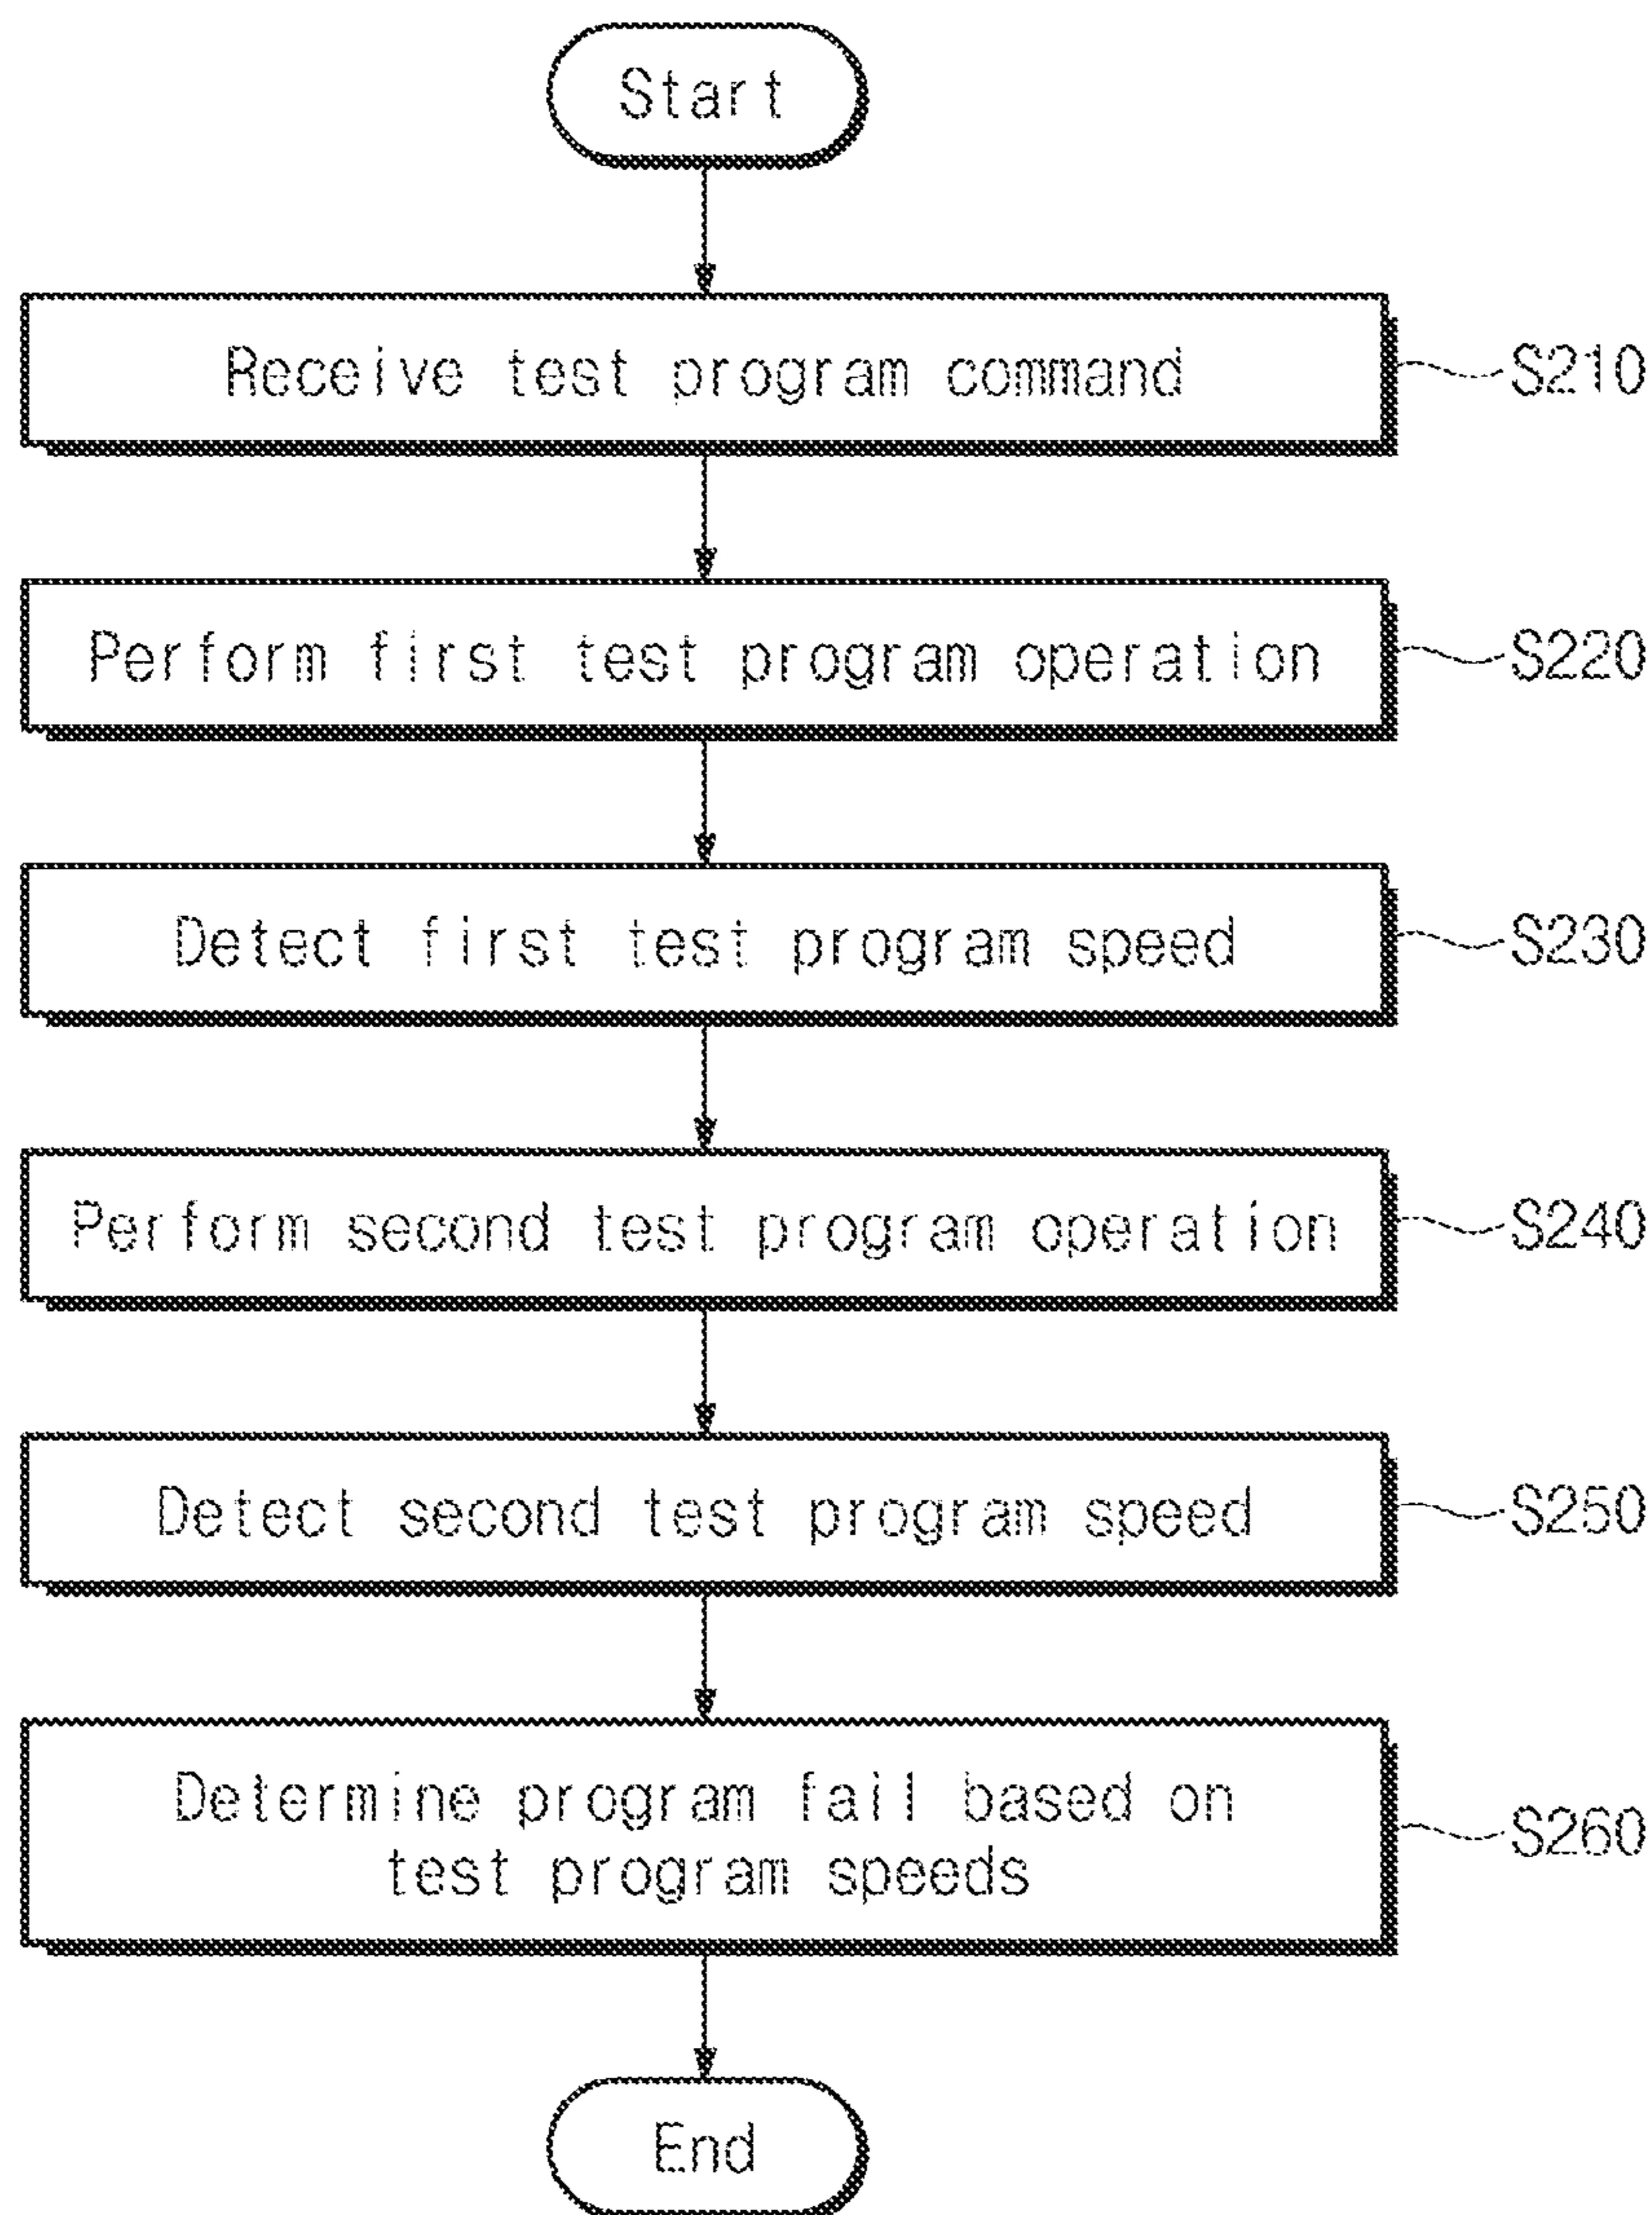 Start
Receive test program command
S210
Perform first test program operation
S220
Detect first test program speed
S230
Perform second test program operation
S240
Detect second test program speed
S250
Determine program fail based on
test program speeds
S260
End